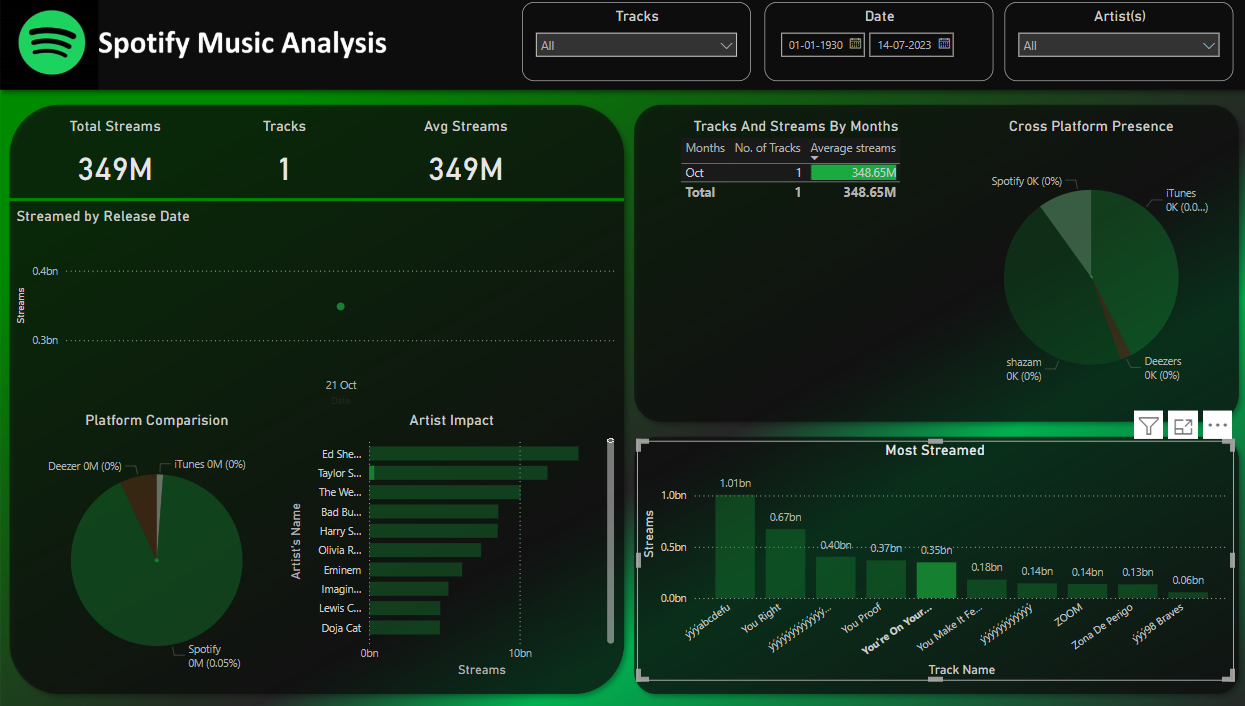 Spotify Music Analysis
Tracks
All
Date
01-01-1930
14-07-2023
Artist(s)
All
Total Streams
349M
Tracks
1
Avg Streams
349M
Streamed by Release Date
0.4bn
0.3bn
Streams
21 Oct
Date
Platform Comparision
Deezer 0M (0%)
iTunes 0M (0%)
Spotify
0M (0.05%)
Artist Impact
Artist's Name
Ed She...
Taylor S...
The We...
Bad Bu...
Harry S...
Olivia R...
Eminem
Imagin...
Lewis C...
Doja Cat
0bn
10bn
Streams
Tracks And Streams By Months
Months No. of Tracks Average streams
Oct 1 348.65M
Total 1 348.65M
Cross Platform Presence
Spotify 0K (0%)
iTunes
0K (0.0...)
shazam
0K (0%)
Deezers
0K (0%)
Most Streamed
Streams
1.0bn
0.5bn
0.0bn
1.01bn
0.67bn
0.40bn
0.37bn
0.35bn
0.18bn
0.14bn
0.14bn
0.13bn
0.06bn
ýýýabcdefu
You Right
You Proof
You're On Your...
You Make It Fe...
ZOOM
Zona De Perigo
ýýý98 Braves
Track Name